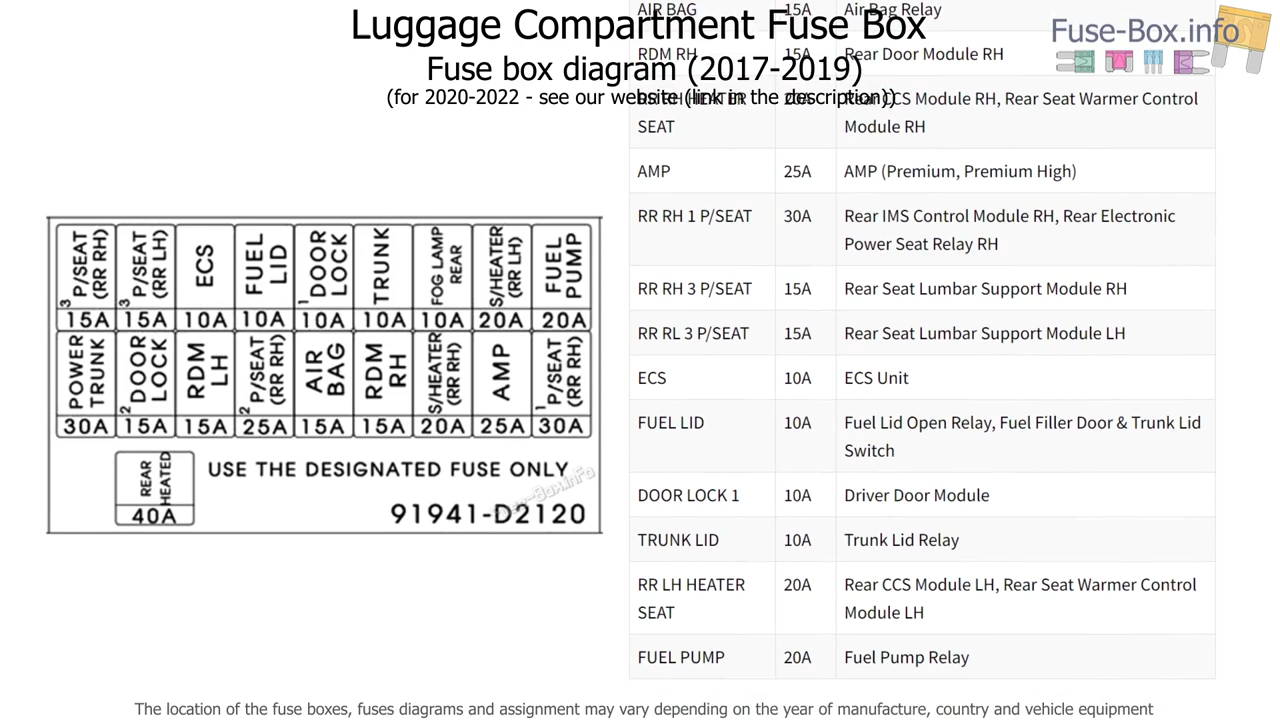 Luggage Compartment Fuse Box
Fuse box diagram (2017-2019)
(for 2020-2022 - see our website (link in the description))
Fuse-Box.info
3 P/SEAT (RR RH)
15A
3 P/SEAT (RR LH)
15A
ECS
10A
FUEL LID
10A
1 DOOR LOCK
10A
TRUNK
10A
FOG LAMP REAR
10A
S/HEATER (RR LH)
20A
FUEL PUMP
20A
POWER TRUNK
30A
2 DOOR LOCK
15A
RDM LH
15A
2 P/SEAT (RR RH)
25A
AIR BAG
15A
RDM RH
15A
S/HEATER (RR RH)
20A
AMP
25A
1 P/SEAT (RR RH)
30A
REAR HEATED
40A
USE THE DESIGNATED FUSE ONLY
91941-D2120
AIR BAG 15A Air Bag Relay
RDM RH 15A Rear Door Module RH
HEATER 20A Rear CCS Module RH, Rear Seat Warmer Control
SEAT Module RH
AMP 25A AMP (Premium, Premium High)
RR RH 1 P/SEAT 30A Rear IMS Control Module RH, Rear Electronic
Power Seat Relay RH
RR RH 3 P/SEAT 15A Rear Seat Lumbar Support Module RH
RR RL 3 P/SEAT 15A Rear Seat Lumbar Support Module LH
ECS 10A ECS Unit
FUEL LID 10A Fuel Lid Open Relay, Fuel Filler Door & Trunk Lid
Switch
DOOR LOCK 1 10A Driver Door Module
TRUNK LID 10A Trunk Lid Relay
RR LH HEATER 20A Rear CCS Module LH, Rear Seat Warmer Control
SEAT Module LH
FUEL PUMP 20A Fuel Pump Relay
The location of the fuse boxes, fuses diagrams and assignment may vary depending on the year of manufacture, country and vehicle equipment